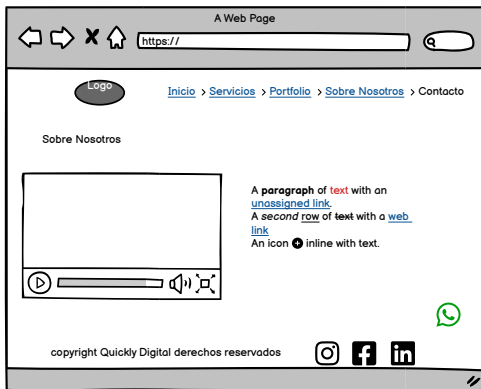 A Web Page
https://
Logo
Inicio > Servicios > Portfolio > Sobre Nosotros > Contacto
Sobre Nosotros
A paragraph of text with an
unassigned link.
A second row of text with a web
link
An icon inline with text.
copyright Quickly Digital derechos reservados